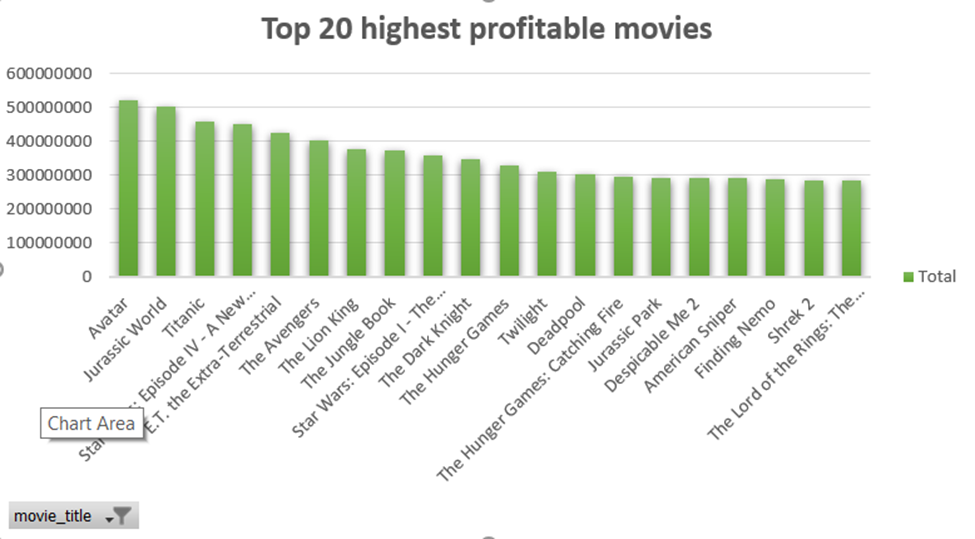 Top 20 highest profitable movies
600000000
500000000
400000000
300000000
200000000
100000000
0
Avatar
Jurassic World
Titanic
Star : Episode IV - A New...
E.T. the Extra-Terrestrial
The Avengers
The Lion King
The Jungle Book
Star Wars: Episode I - The...
The Dark Knight
The Hunger Games
Twilight
Deadpool
The Hunger Games: Catching Fire
Jurassic Park
Despicable Me 2
American Sniper
Finding Nemo
Shrek 2
The Lord of the Rings: The...
Total
Chart Area
movie_title